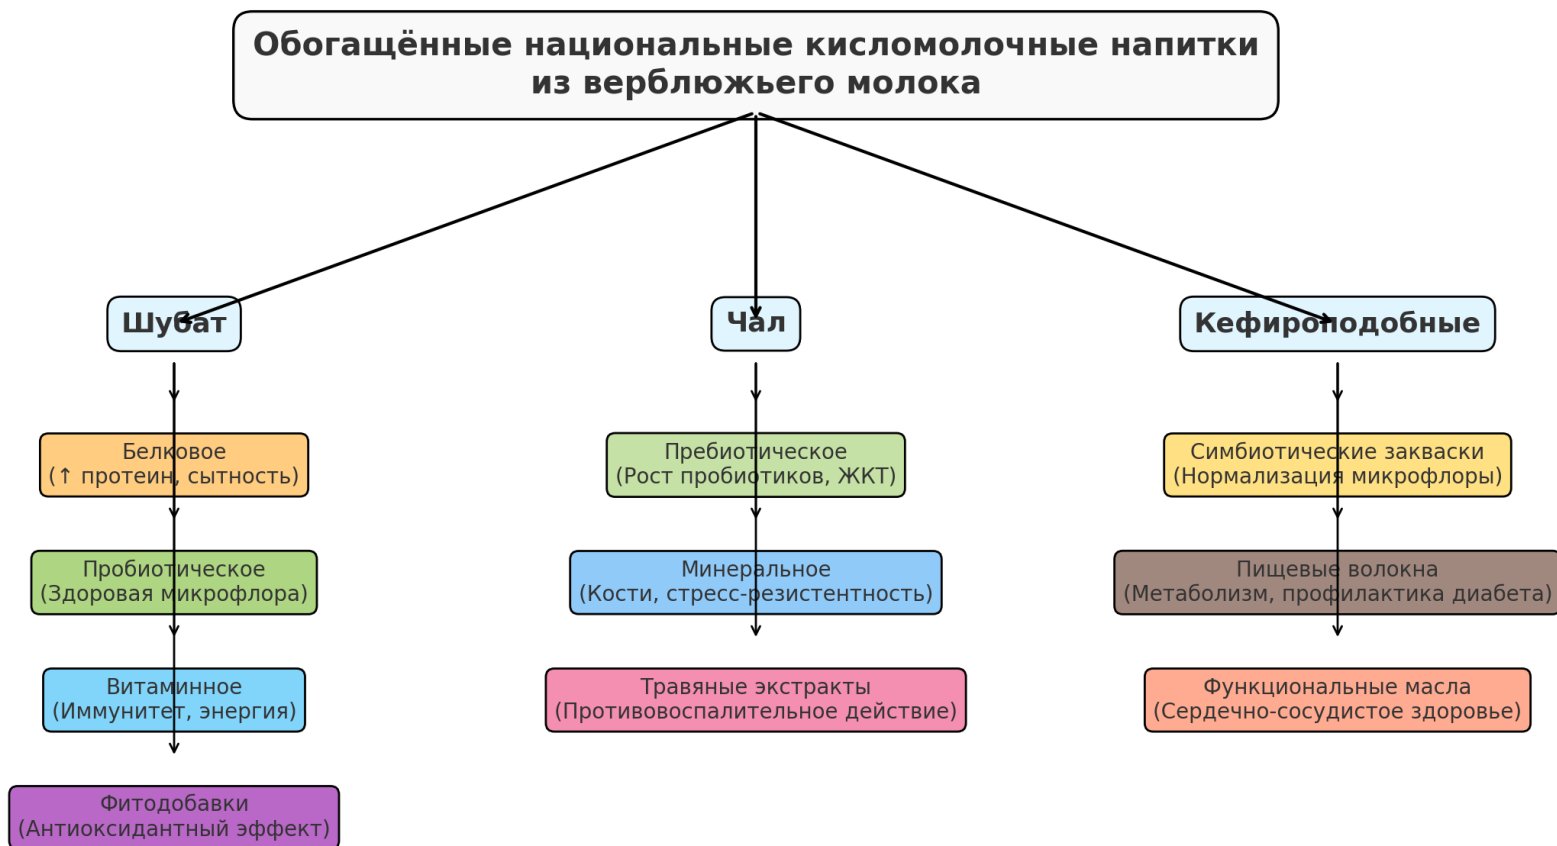 Обогащённые национальные кисломолочные напитки
из верблюжьего молока
Шубат
Чал
Кефироподобные
Белковое
(↑ протеин, сытность)
Пребиотическое
(Рост пробиотиков, ЖКТ)
Симбиотические закваски
(Нормализация микрофлоры)
Пробиотическое
(Здоровая микрофлора)
Минеральное
(Кости, стресс-резистентность)
Пищевые волокна
(Метаболизм, профилактика диабета)
Витаминное
(Иммунитет, энергия)
Травяные экстракты
(Противовоспалительное действие)
Функциональные масла
(Сердечно-сосудистое здоровье)
Фитодобавки
(Антиоксидантный эффект)